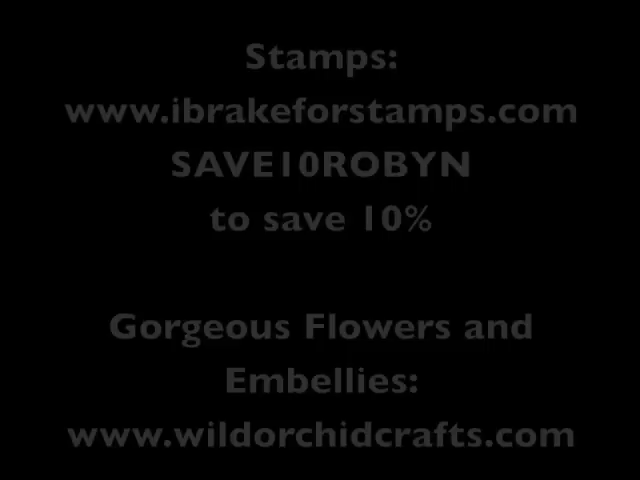 Stamps:
www.ibrakeforstamps.com
SAVE10ROBYN
to save 10%
Gorgeous Flowers and
Embellies:
www.wildorchidcrafts.com